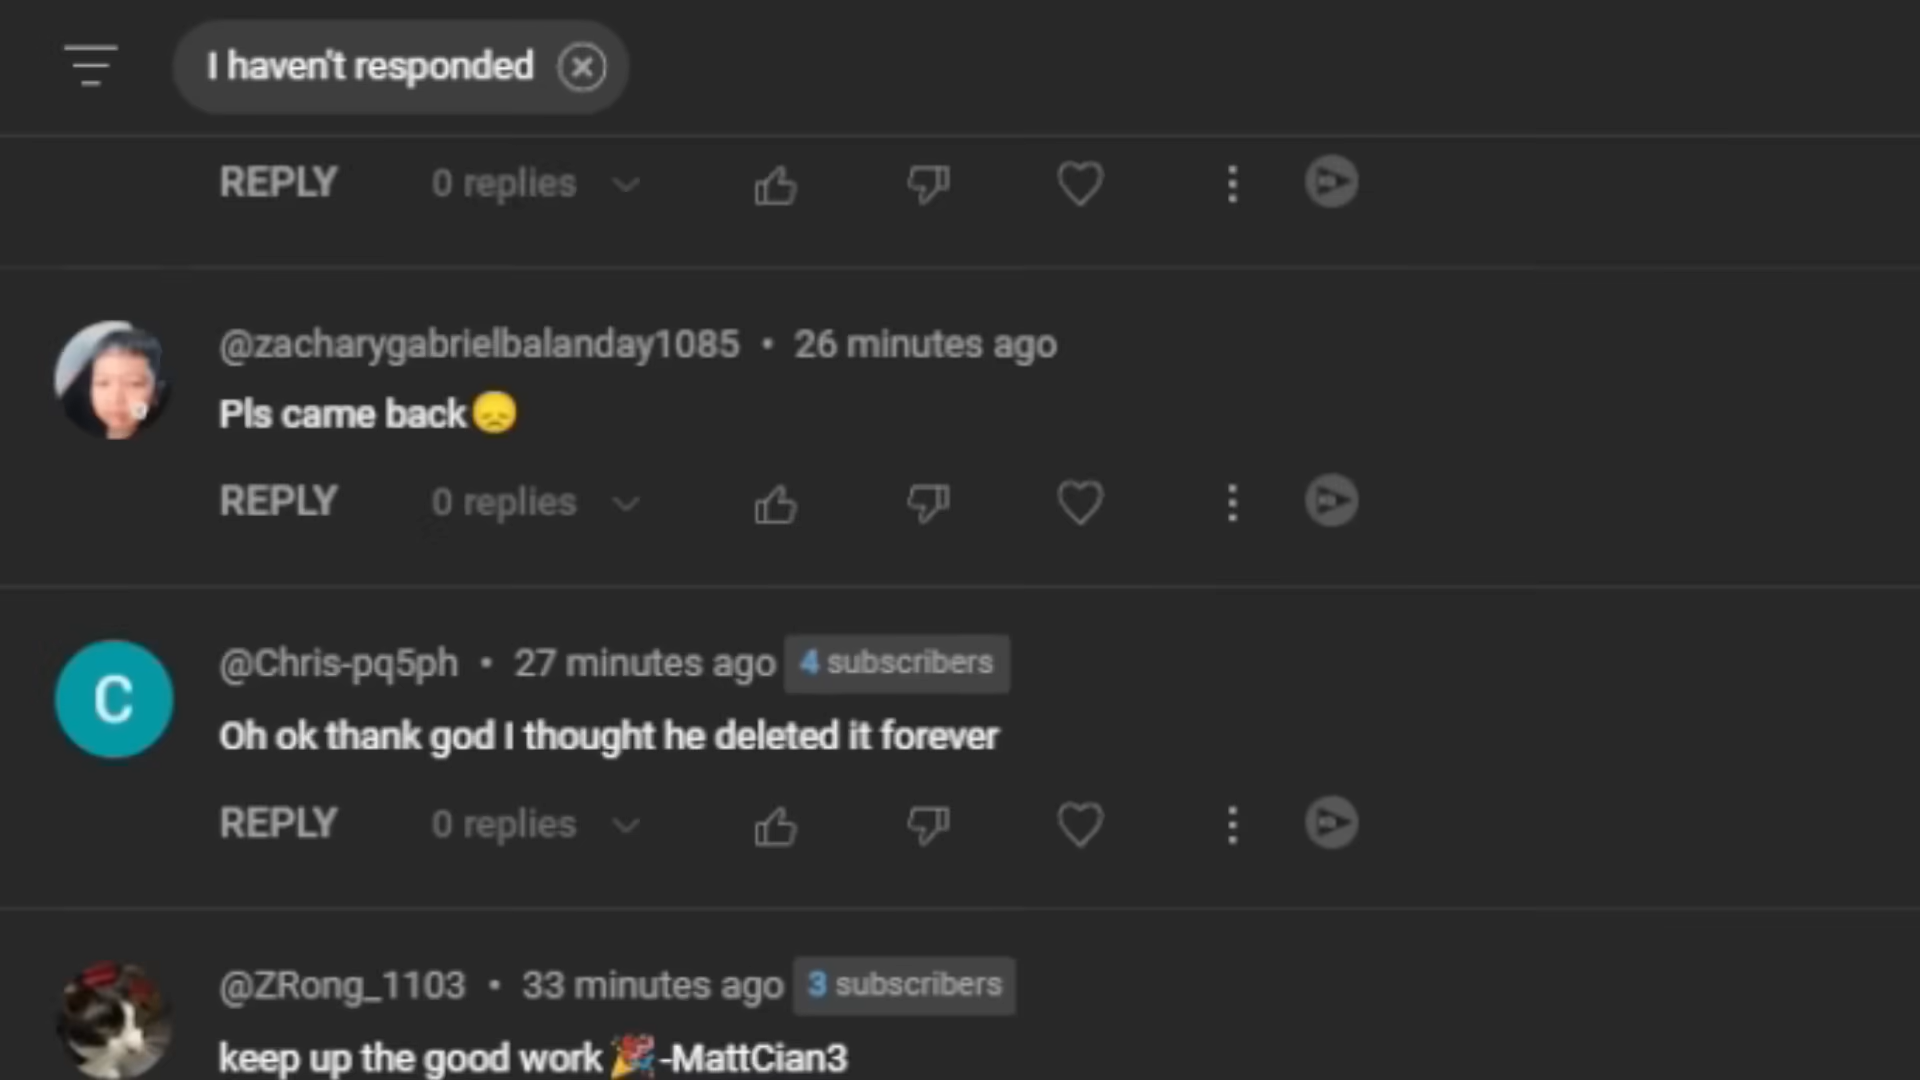 I haven't responded
REPLY 0 replies
@zacharygabrielbalanday1085 • 26 minutes ago
Pls came back😞
REPLY 0 replies
@Chris-pq5ph • 27 minutes ago 4 subscribers
Oh ok thank god I thought he deleted it forever
REPLY 0 replies
@ZRong_1103 • 33 minutes ago 3 subscribers
keep up the good work 🎉-MattCian3